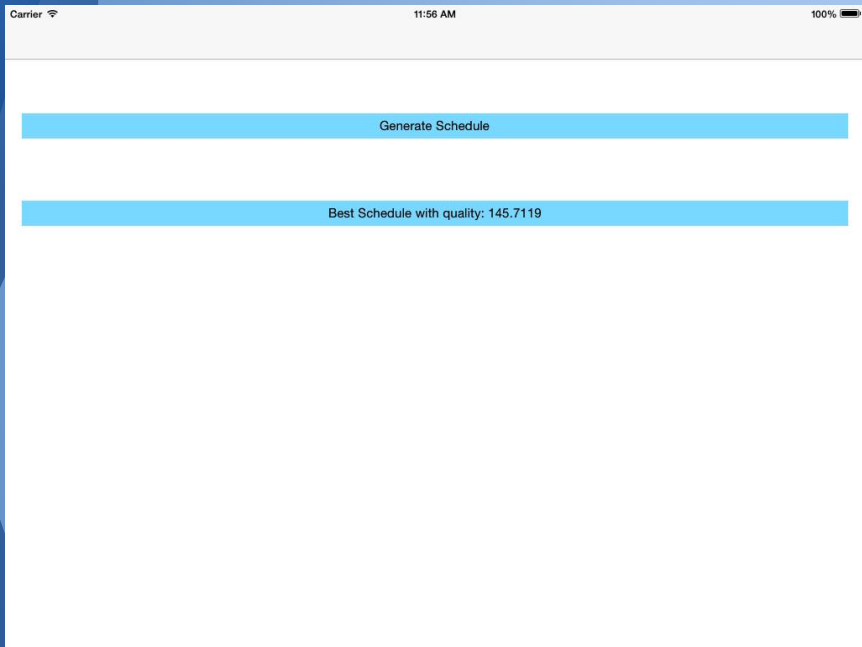 Carrier 11:56 AM 100%
Generate Schedule
Best Schedule with quality: 145.7119